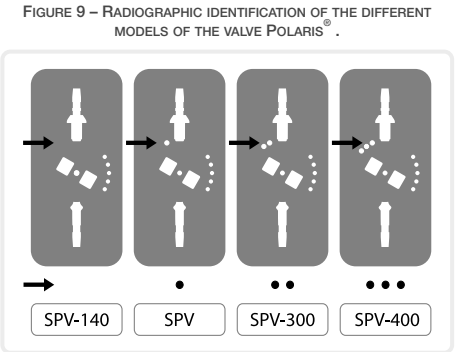 FIGURE 9 – RADIOGRAPHIC IDENTIFICATION OF THE DIFFERENT
MODELS OF THE VALVE POLARIS® .
SPV-140 SPV SPV-300 SPV-400